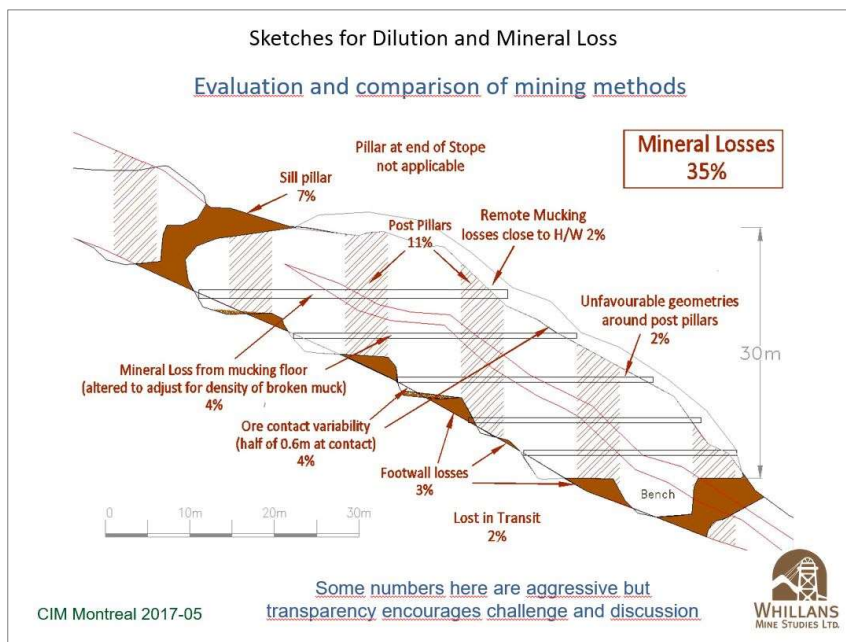 Sketches for Dilution and Mineral Loss
Evaluation and comparison of mining methods
Pillar at end of Stope
not applicable
Mineral Losses
35%
Sill pillar
7%
Post Pillars
11%
Remote Mucking
losses close to H/W 2%
Unfavourable geometries
around post pillars
2%
30m
Mineral Loss from mucking floor
(altered to adjust for density of broken muck)
4%
Ore contact variability
(half of 0.6m at contact)
4%
Footwall losses
3%
Bench
Lost in Transit
2%
0 10m 20m 30m
Some numbers here are aggressive but
transparency encourages challenge and discussion
CIM Montreal 2017-05
WHILLANS
MINE STUDIES LTD.